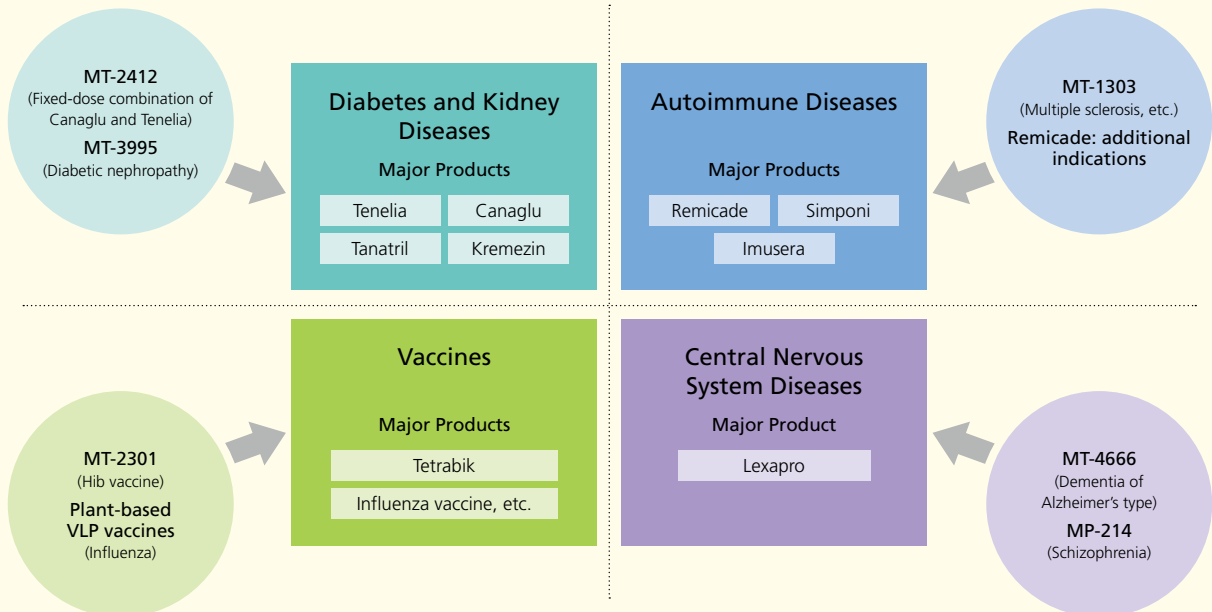 MT-2412
(Fixed-dose combination of
Canaglu and Tenelia)
MT-3995
(Diabetic nephropathy)
Diabetes and Kidney
Diseases
Major Products
Tenelia
Canaglu
Tanatril
Kremezin
Autoimmune Diseases
Major Products
Remicade
Simponi
Imusera
MT-1303
(Multiple sclerosis, etc.)
Remicade: additional
indications
MT-2301
(Hib vaccine)
Plant-based
VLP vaccines
(Influenza)
Vaccines
Major Products
Tetrabik
Influenza vaccine, etc.
Central Nervous
System Diseases
Major Product
Lexapro
MT-4666
(Dementia of
Alzheimer’s type)
MP-214
(Schizophrenia)